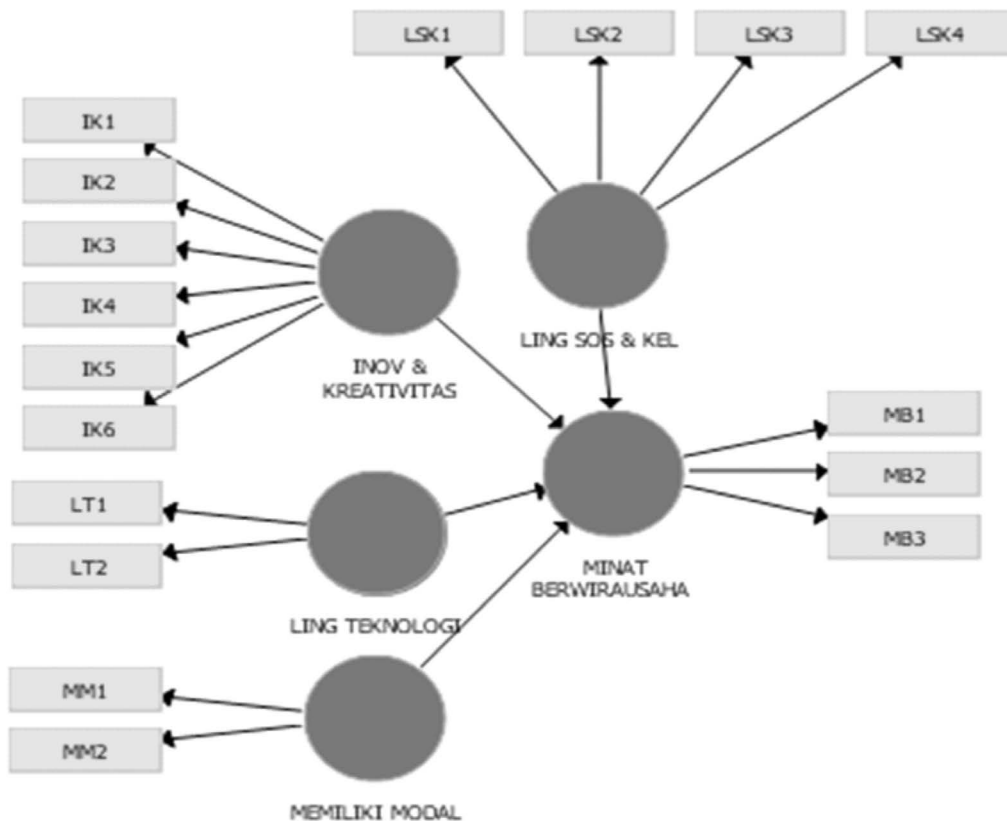 LSK1
LSK2
LSK3
LSK4
IK1
IK2
IK3
IK4
IK5
IK6
INOV &
KREATIVITAS
LING SOS & KEL
LT1
LT2
LING TEKNOLOGI
MB1
MB2
MB3
MINAT
BERWIRAUSAHA
MM1
MM2
MEMILIKI MODAL